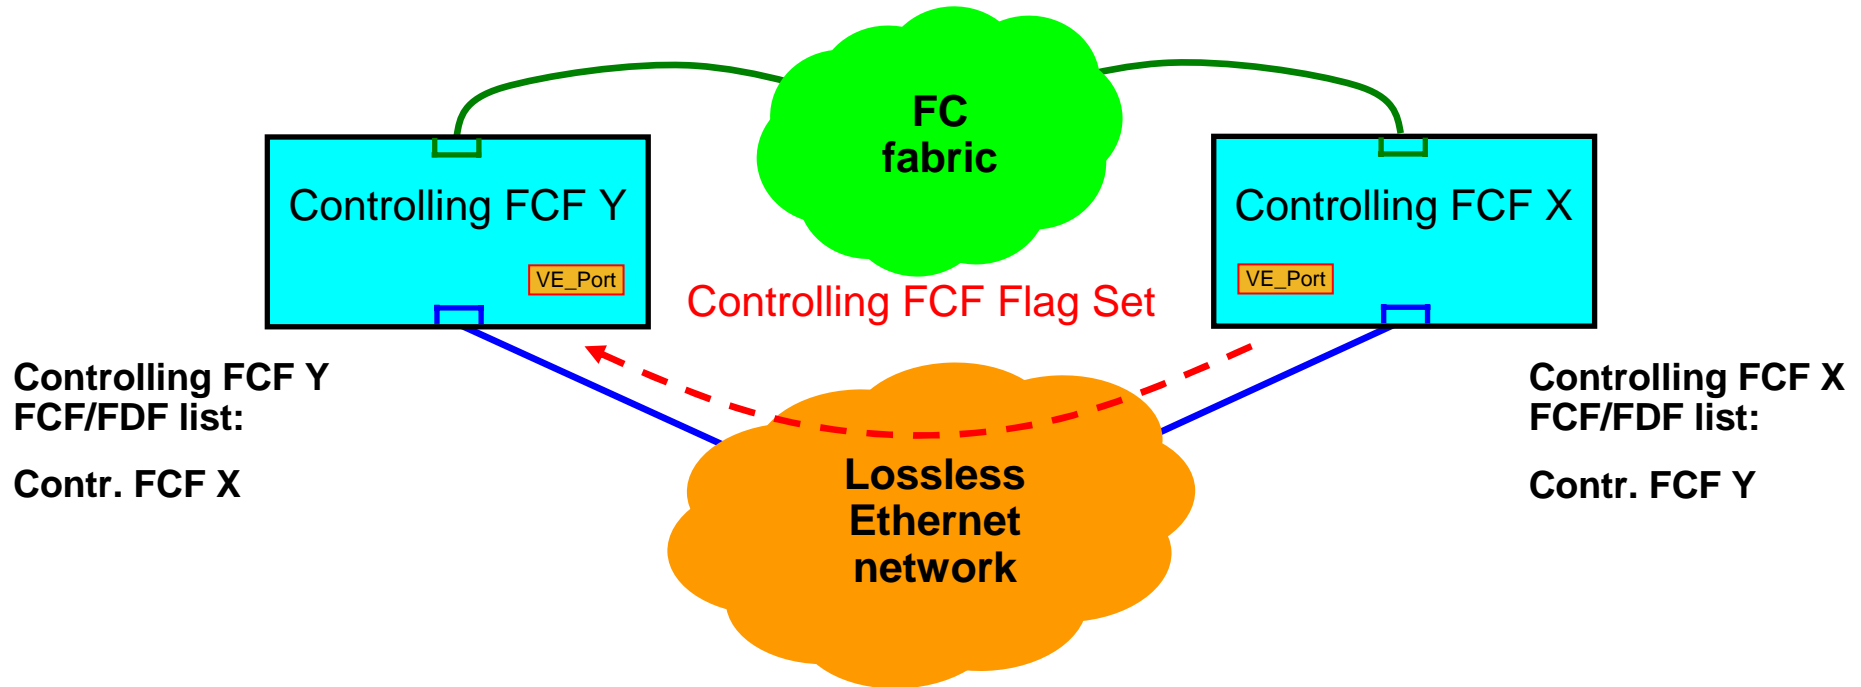 FC
fabric
Controlling FCF Y
Controlling FCF X
VE_Port
VE_Port
Controlling FCF Flag Set
Controlling FCF Y
FCF/FDF list:
Contr. FCF X
Controlling FCF X
FCF/FDF list:
Contr. FCF Y
Lossless
Ethernet
network